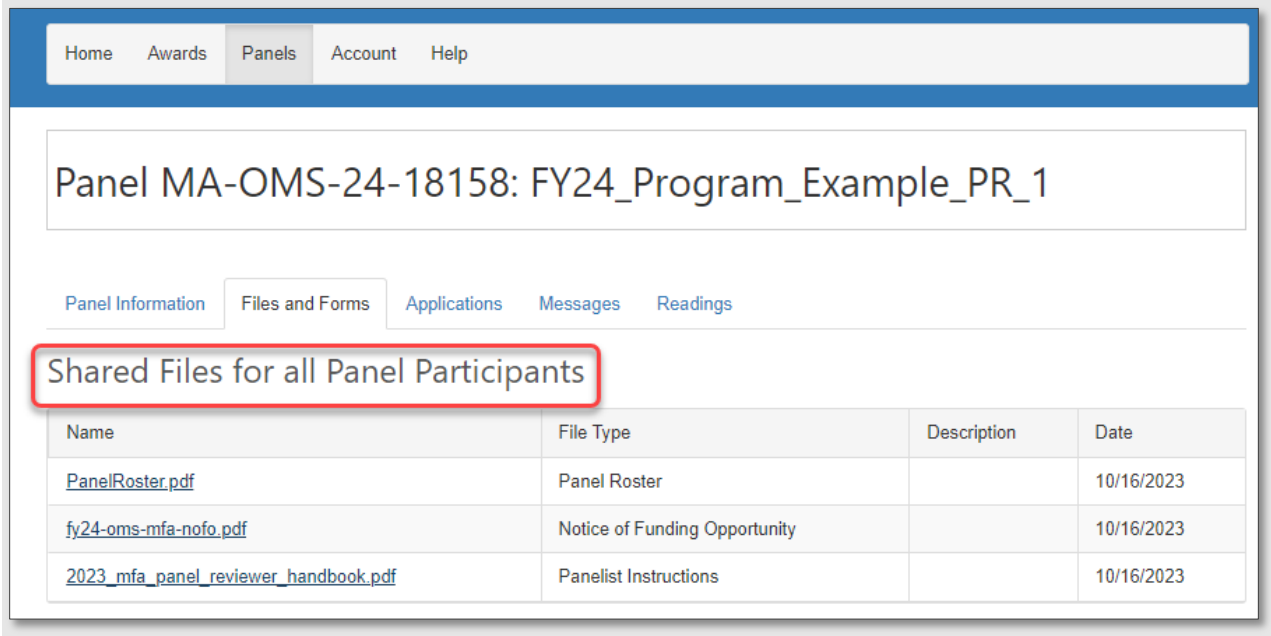 Home Awards Panels Account Help
Panel MA-OMS-24-18158: FY24_Program_Example_PR_1
Panel Information Files and Forms Applications Messages Readings
Shared Files for all Panel Participants
Name File Type Description Date
PanelRoster.pdf Panel Roster 10/16/2023
fy24-oms-mfa-nofo.pdf Notice of Funding Opportunity 10/16/2023
2023_mfa_panel_reviewer_handbook.pdf Panelist Instructions 10/16/2023